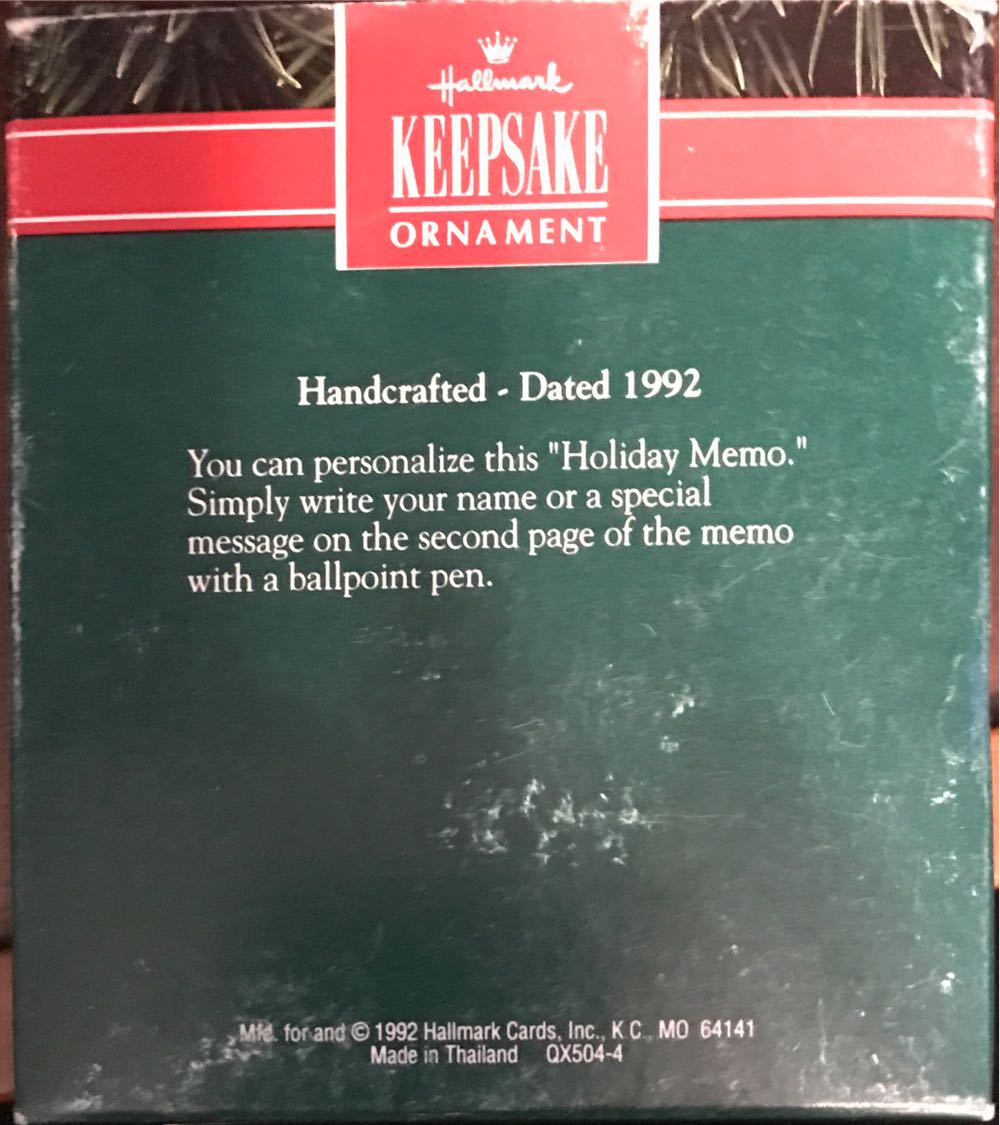 Hallmark
KEEPSAKE
ORNAMENT
Handcrafted - Dated 1992
You can personalize this "Holiday Memo."
Simply write your name or a special
message on the second page of the memo
with a ballpoint pen.
Mfd. for and © 1992 Hallmark Cards, Inc., K.C., MO 64141
Made in Thailand QX504-4